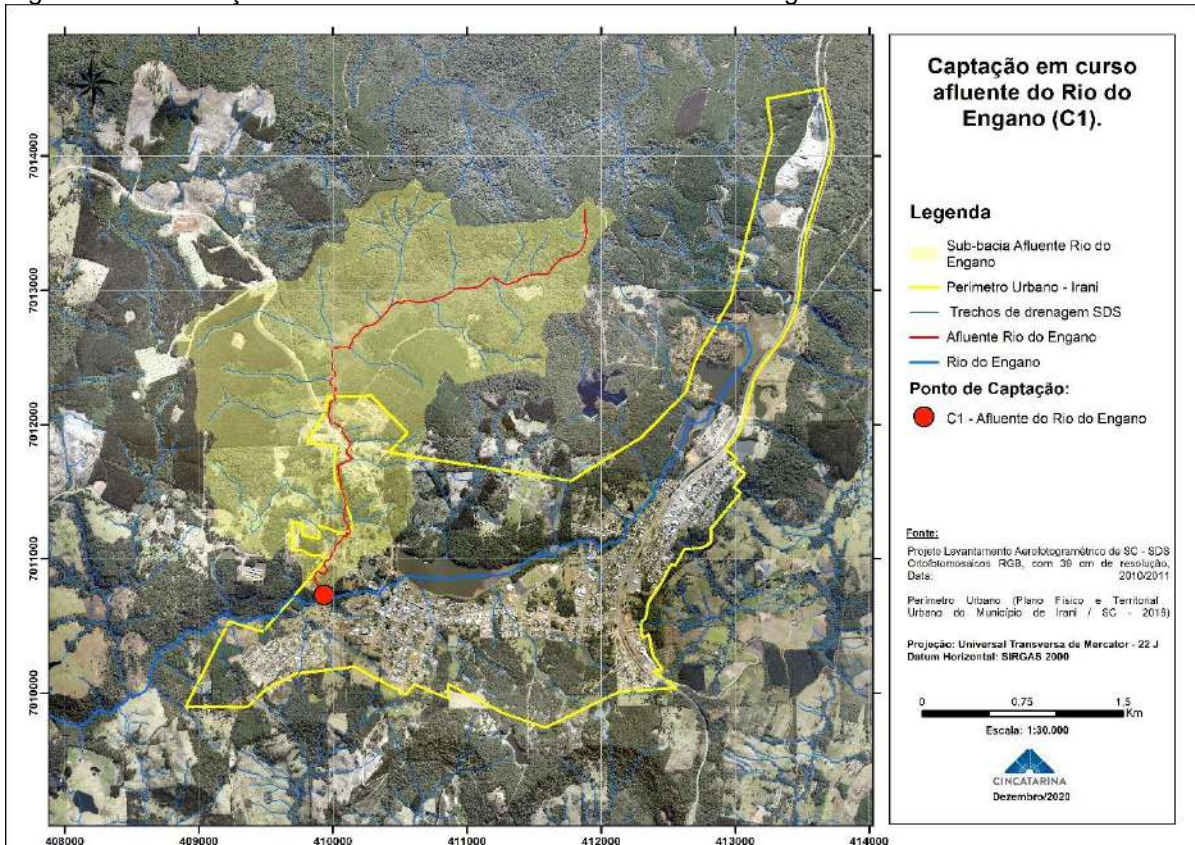 Captação em curso
afluente do Rio do
Engano (C1).
Legenda
Sub-bacia Afluente Rio do
Engano
Perimetro Urbano - Irani
Trechos de drenagem SDS
Afluente Rio do Engano
Rio do Engano
Ponto de Captação:
C1 - Afluente do Rio do Engano
Fonte:
Projeto Levantamento Aerofotogramétrico de SC - SDS
Ortofotomosaicos RGB, com 39 cm de resolução,
Data: 2010/2011
Perimetro Urbano (Plano Físico e Territorial
Urbano do Município de Irani / SC - 2019)
Projeção: Universal Transversa de Mercator - 22 J
Datum Horizontal: SIRGAS 2000
0 0,75 1,5
Km
Escala: 1:30.000
CINCATARINA
Dezembro/2020
7014000
7013000
7012000
7011000
7010000
408000 409000 410000 411000 412000 413000 414000